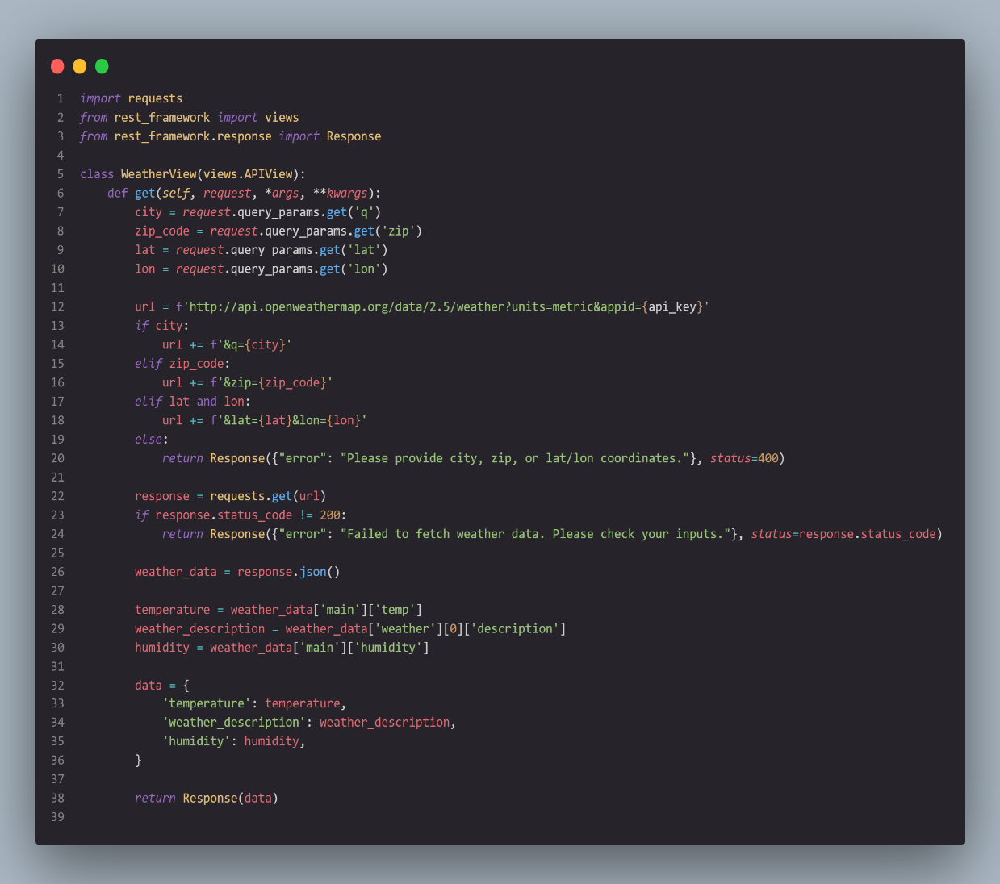 1 import requests
2 from rest_framework import views
3 from rest_framework.response import Response
4
5 class WeatherView(views.APIView):
6     def get(self, request, *args, **kwargs):
7         city = request.query_params.get('q')
8         zip_code = request.query_params.get('zip')
9         lat = request.query_params.get('lat')
10         lon = request.query_params.get('lon')
11
12         url = f'http://api.openweathermap.org/data/2.5/weather?units=metric&appid={api_key}'
13         if city:
14             url += f'&q={city}'
15         elif zip_code:
16             url += f'&zip={zip_code}'
17         elif lat and lon:
18             url += f'&lat={lat}&lon={lon}'
19         else:
20             return Response({"error": "Please provide city, zip, or lat/lon coordinates."}, status=400)
21
22         response = requests.get(url)
23         if response.status_code != 200:
24             return Response({"error": "Failed to fetch weather data. Please check your inputs."}, status=response.status_code)
25
26         weather_data = response.json()
27
28         temperature = weather_data['main']['temp']
29         weather_description = weather_data['weather'][0]['description']
30         humidity = weather_data['main']['humidity']
31
32         data = {
33             'temperature': temperature,
34             'weather_description': weather_description,
35             'humidity': humidity,
36         }
37
38         return Response(data)
39